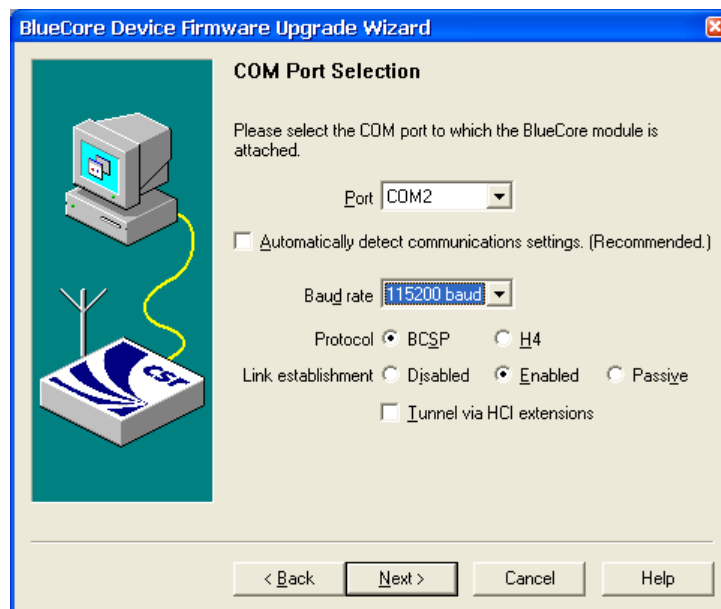 BlueCore Device Firmware Upgrade Wizard
COM Port Selection
Please select the COM port to which the BlueCore module is
attached.
Port COM2
Automatically detect communications settings. (Recommended.)
Baud rate 115200 baud
Protocol BCSP H4
Link establishment Disabled Enabled Passive
Tunnel via HCI extensions
CSr
< Back Next > Cancel Help